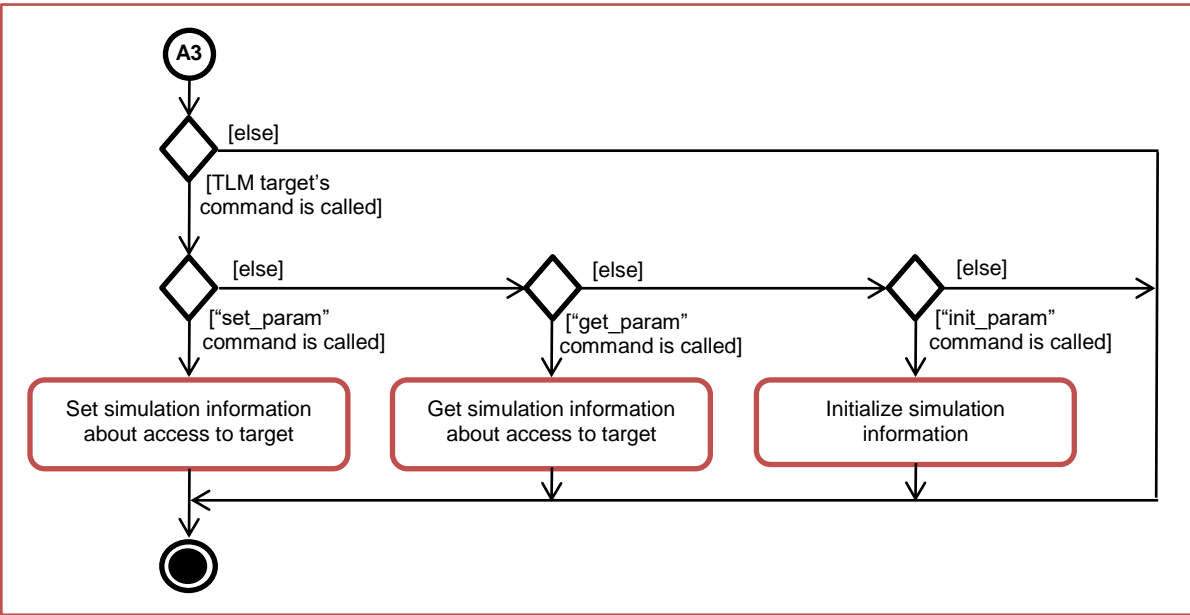 A3
[else]
[TLM target’s
command is called]
[else]
[else]
[else]
[“set_param”
command is called]
[“get_param”
command is called]
[“init_param”
command is called]
Set simulation information
about access to target
Get simulation information
about access to target
Initialize simulation
information